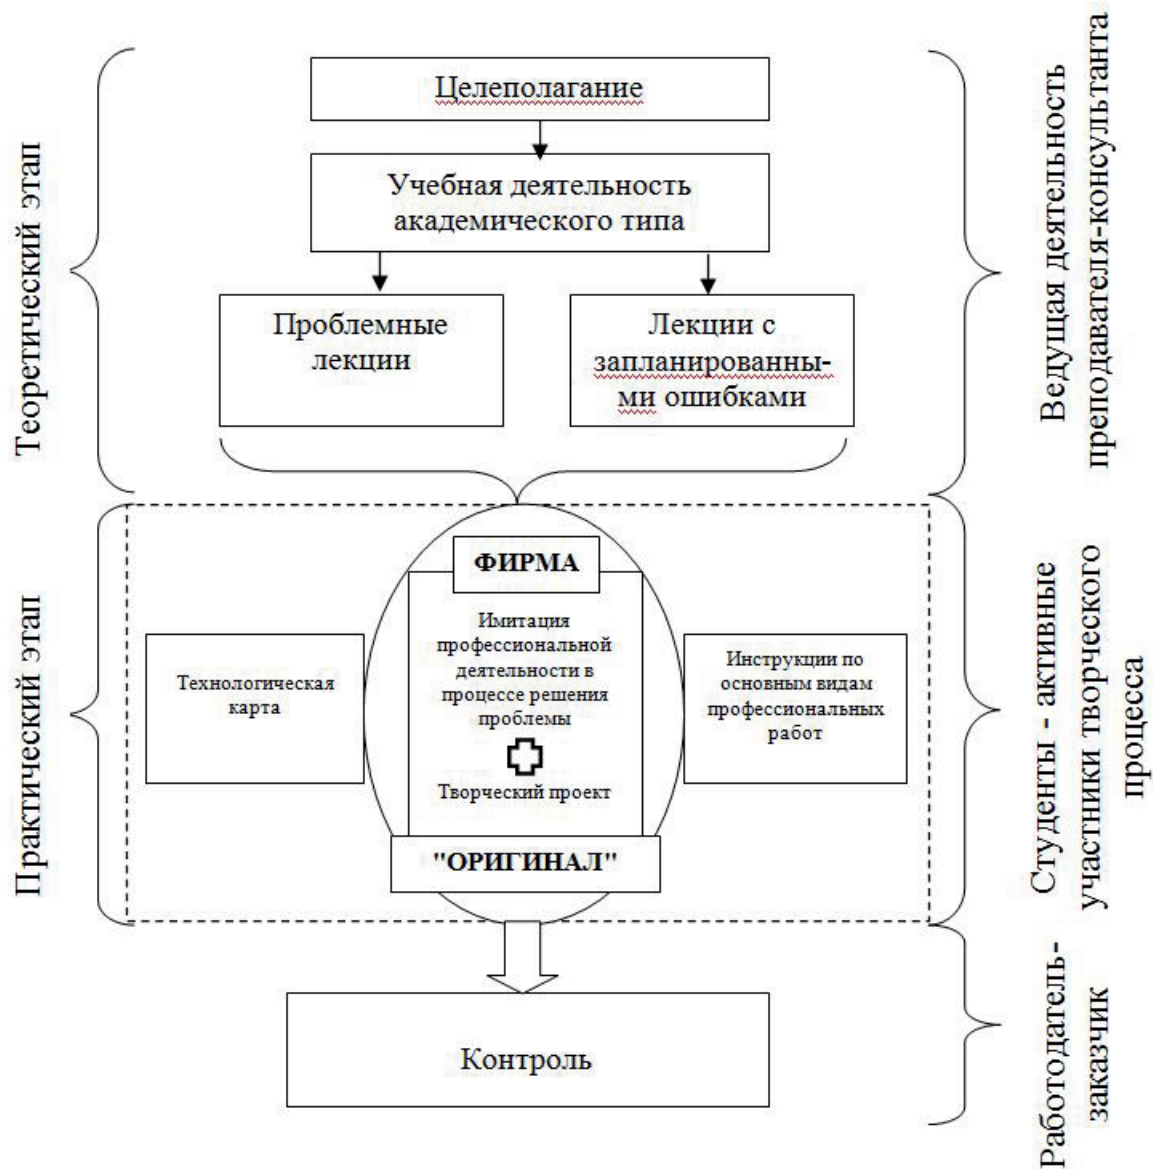 Целеполагание
Учебная деятельность
академического типа
Проблемные
лекции
Лекции с
запланированны-
ми ошибками
Теоретический этап
Ведущая деятельность
преподавателя-консультанта
ФИРМА
Имитация
профессиональной
деятельности в
процессе решения
проблемы
Творческий проект
"ОРИГИНАЛ"
Технологическая
карта
Инструкции по
основным видам
профессиональных
работ
Практический этап
Студенты - активные
участники творческого
процесса
Контроль
Работодатель-
заказчик